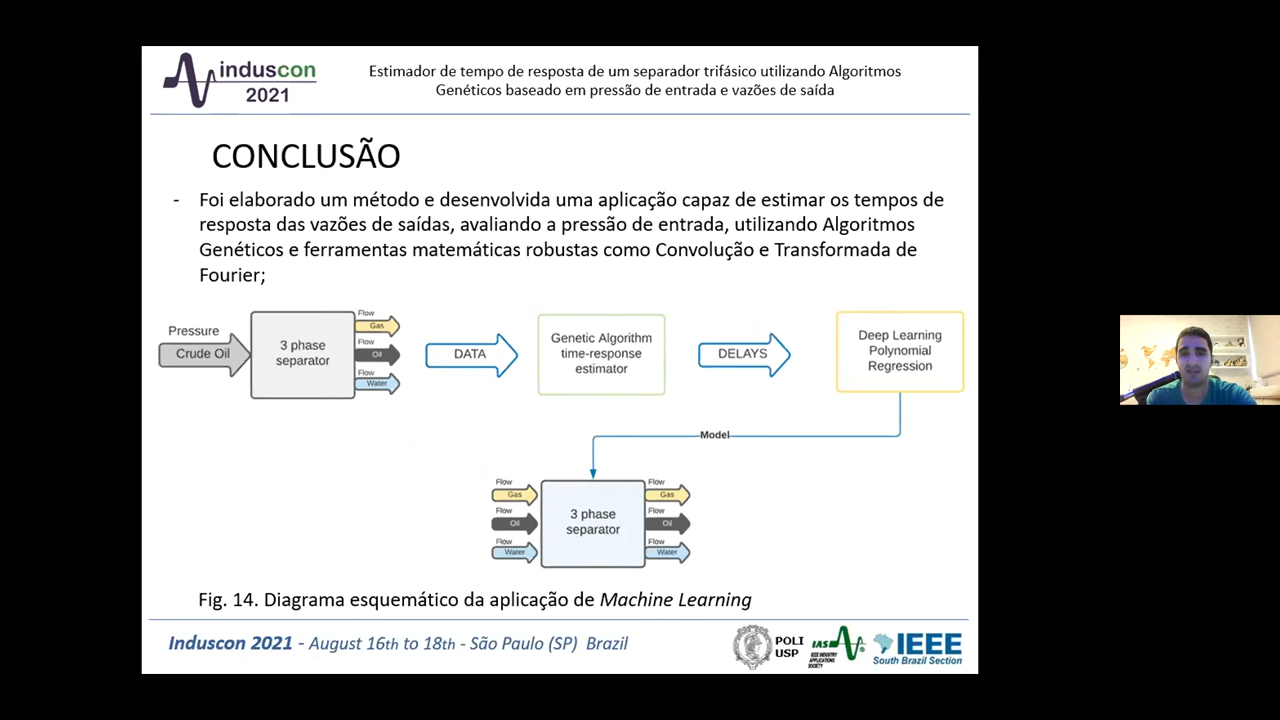 induscon
2021
Estimador de tempo de resposta de um separador trifásico utilizando Algoritmos
Genéticos baseado em pressão de entrada e vazões de saída
CONCLUSÃO
- Foi elaborado um método e desenvolvida uma aplicação capaz de estimar os tempos de
resposta das vazões de saídas, avaliando a pressão de entrada, utilizando Algoritmos
Genéticos e ferramentas matemáticas robustas como Convolução e Transformada de
Fourier;
Pressure
Crude Oil
3 phase
separator
Flow
Gas
Flow
Oil
Flow
Water
DATA
Genetic Algorithm
time-response
estimator
DELAYS
Deep Learning
Polynomial
Regression
Model
Flow
Gas
Flow
Oil
Flow
Water
3 phase
separator
Flow
Gas
Flow
Oil
Flow
Water
Fig. 14. Diagrama esquemático da aplicação de Machine Learning
Induscon 2021 - August 16th to 18th - São Paulo (SP) Brazil
POLI
USP
IAS
IEEE INDUSTRY
APPLICATIONS
SOCIETY
IEEE
South Brazil Section